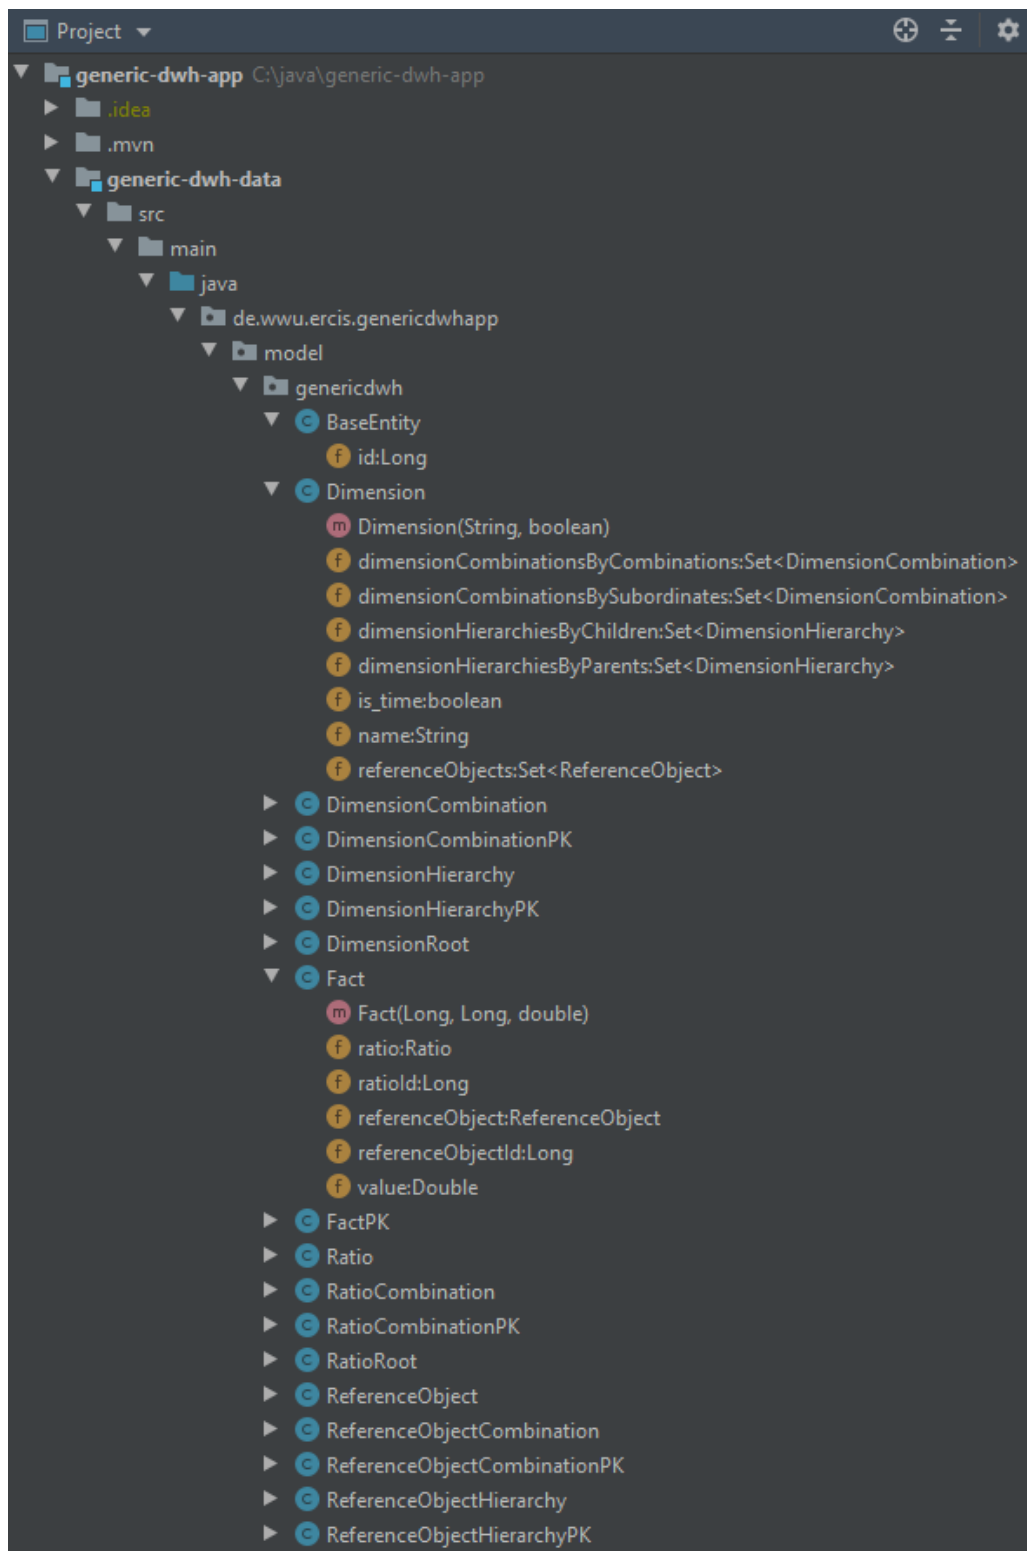 Project
generic-dwh-app C:\java\generic-dwh-app
.idea
.mvn
generic-dwh-data
src
main
java
de.wwu.ercis.genericdwhapp
model
genericdwh
C BaseEntity
f id:Long
C Dimension
m Dimension(String, boolean)
f dimensionCombinationsByCombinations:Set<DimensionCombination>
f dimensionCombinationsBySubordinates:Set<DimensionCombination>
f dimensionHierarchiesByChildren:Set<DimensionHierarchy>
f dimensionHierarchiesByParents:Set<DimensionHierarchy>
f is_time:boolean
f name:String
f referenceObjects:Set<ReferenceObject>
C DimensionCombination
C DimensionCombinationPK
C DimensionHierarchy
C DimensionHierarchyPK
C DimensionRoot
C Fact
m Fact(Long, Long, double)
f ratio:Ratio
f ratioId:Long
f referenceObject:ReferenceObject
f referenceObjectId:Long
f value:Double
C FactPK
C Ratio
C RatioCombination
C RatioCombinationPK
C RatioRoot
C ReferenceObject
C ReferenceObjectCombination
C ReferenceObjectCombinationPK
C ReferenceObjectHierarchy
C ReferenceObjectHierarchyPK